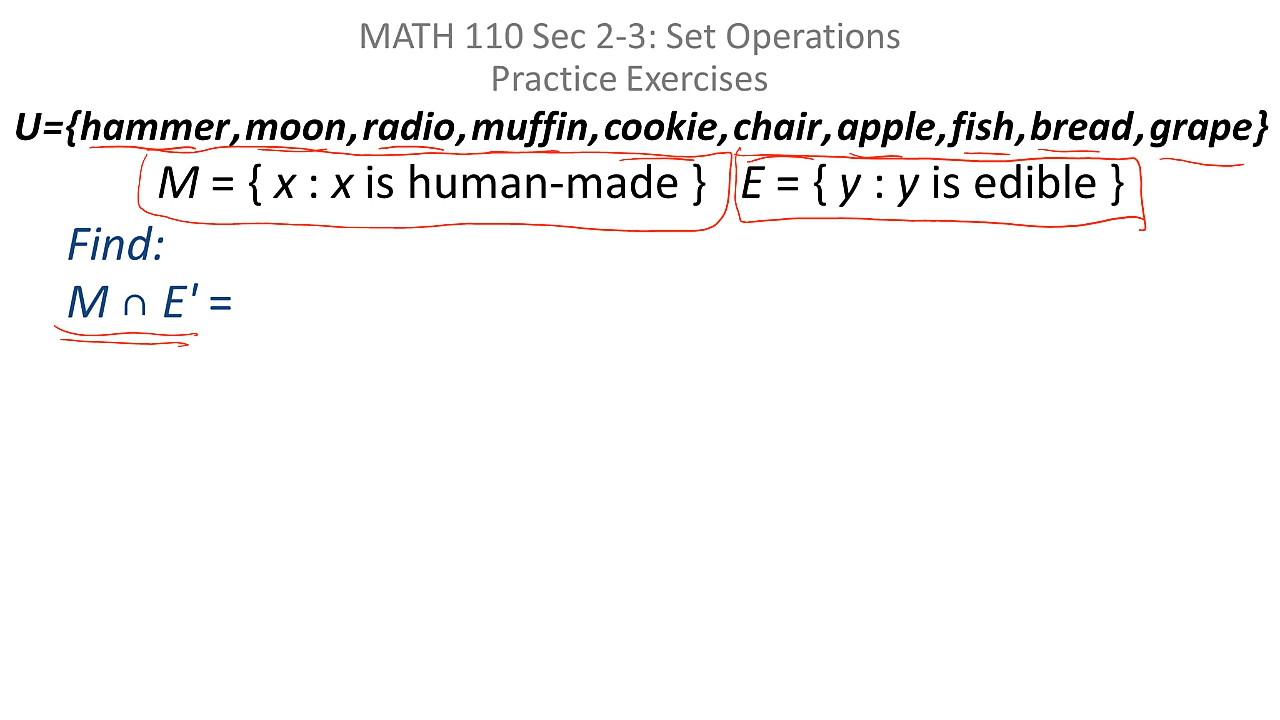 MATH 110 Sec 2-3: Set Operations
Practice Exercises
U={hammer,moon,radio,muffin,cookie,chair,apple,fish,bread,grape}
M = { x : x is human-made } E = { y : y is edible }
Find:
M ∩ E' =